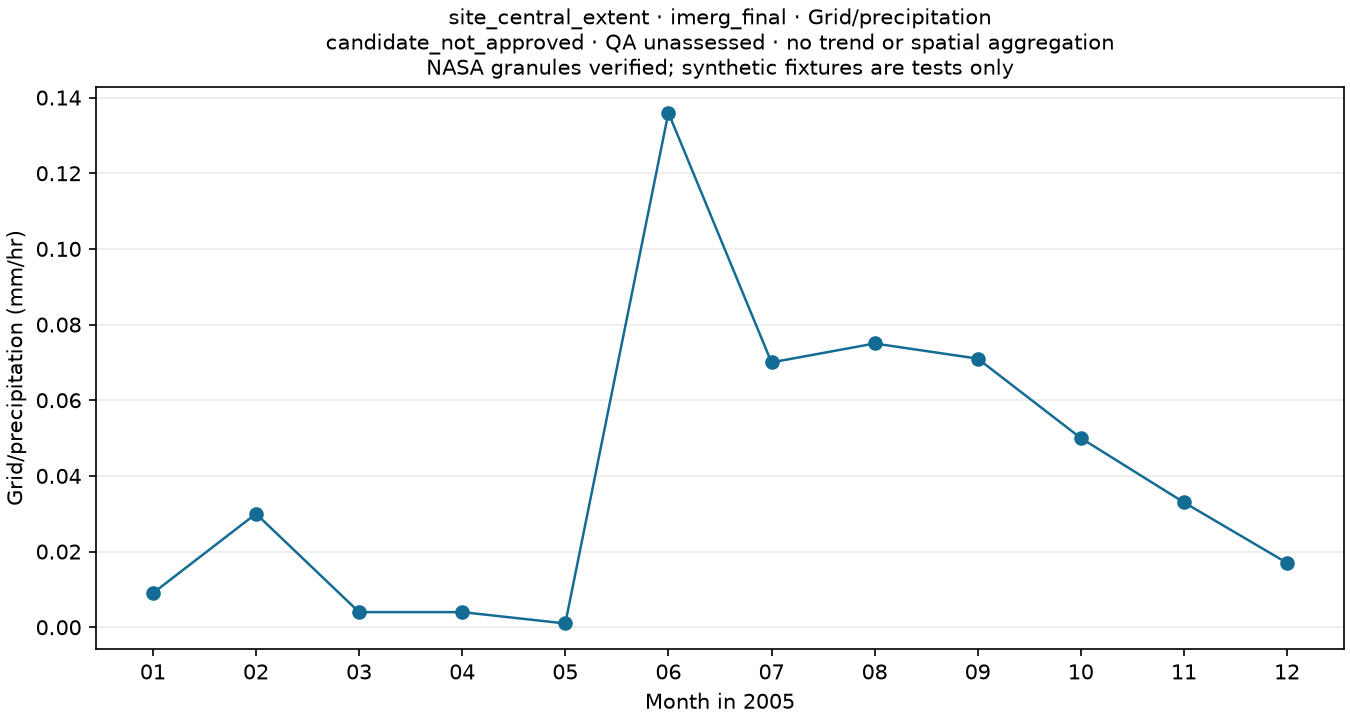 site_central_extent · imerg_final · Grid/precipitation
candidate_not_approved · QA unassessed · no trend or spatial aggregation
NASA granules verified; synthetic fixtures are tests only
Grid/precipitation (mm/hr)
0.14
0.12
0.10
0.08
0.06
0.04
0.02
0.00
01 02 03 04 05 06 07 08 09 10 11 12
Month in 2005